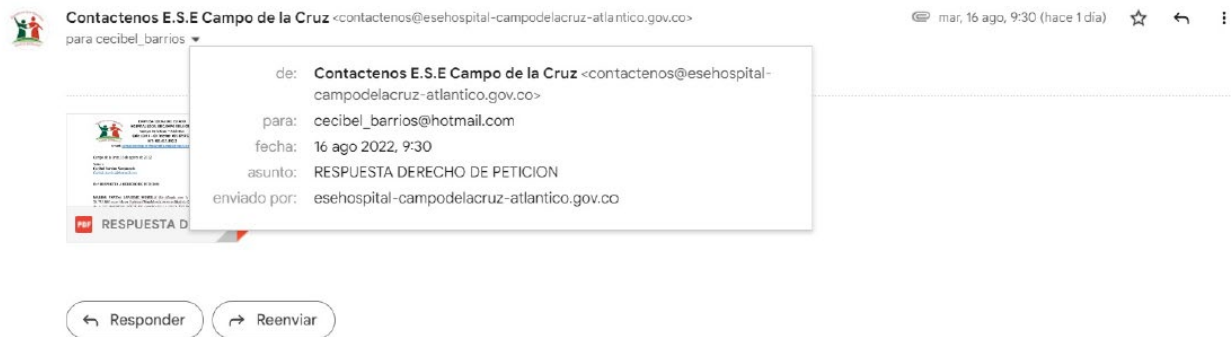 Contactenos E.S.E Campo de la Cruz <contactenos@esehospital-campodelacruz-atlantico.gov.co>
mar, 16 ago, 9:30 (hace 1 día)
para cecibel_barrios
de: Contactenos E.S.E Campo de la Cruz <contactenos@esehospital-
campodelacruz-atlantico.gov.co>
para: cecibel_barrios@hotmail.com
fecha: 16 ago 2022, 9:30
asunto: RESPUESTA DERECHO DE PETICION
enviado por: esehospital-campodelacruz-atlantico.gov.co
PDF RESPUESTA D
Responder
Reenviar